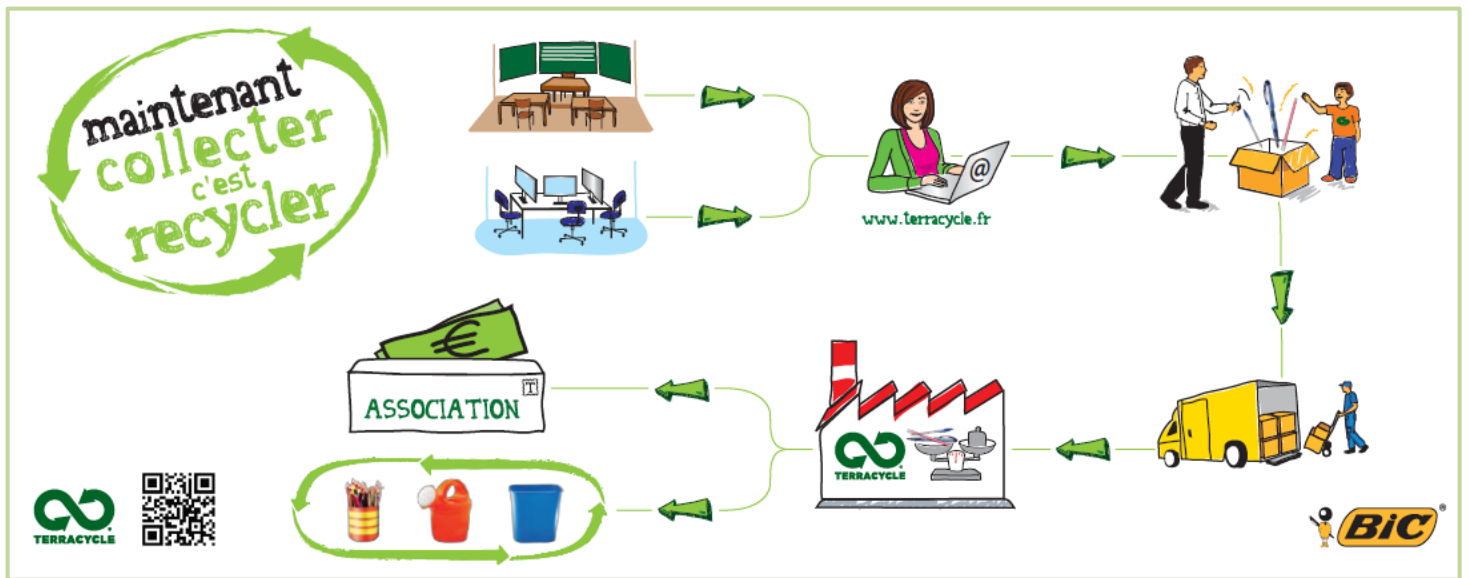 maintenant
collecter
c'est
recycler
@
www.terracycle.fr
€
T
ASSOCIATION
TERRACYCLE
TERRACYCLE
BiC